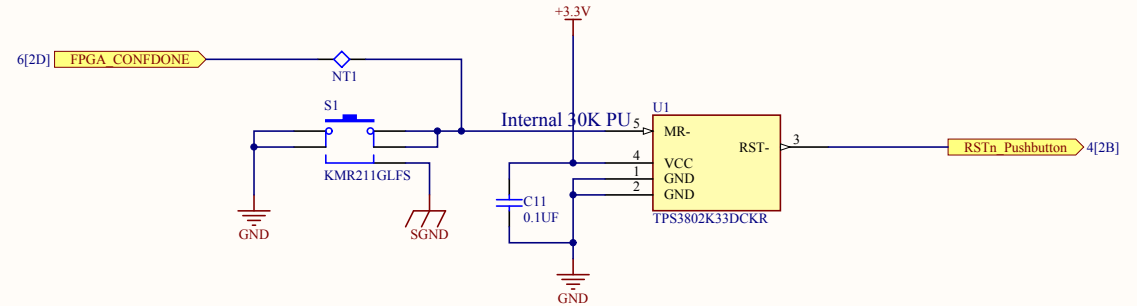 +3.3V
6[2D] FPGA_CONFDONE
NT1
S1
KMR211GLFS
GND
SGND
Internal 30K PU
U1
5 MR-
RST- 3
4 VCC
1 GND
2 GND
TPS3802K33DCKR
RSTn_Pushbutton 4[2B]
C11
0.1UF
GND